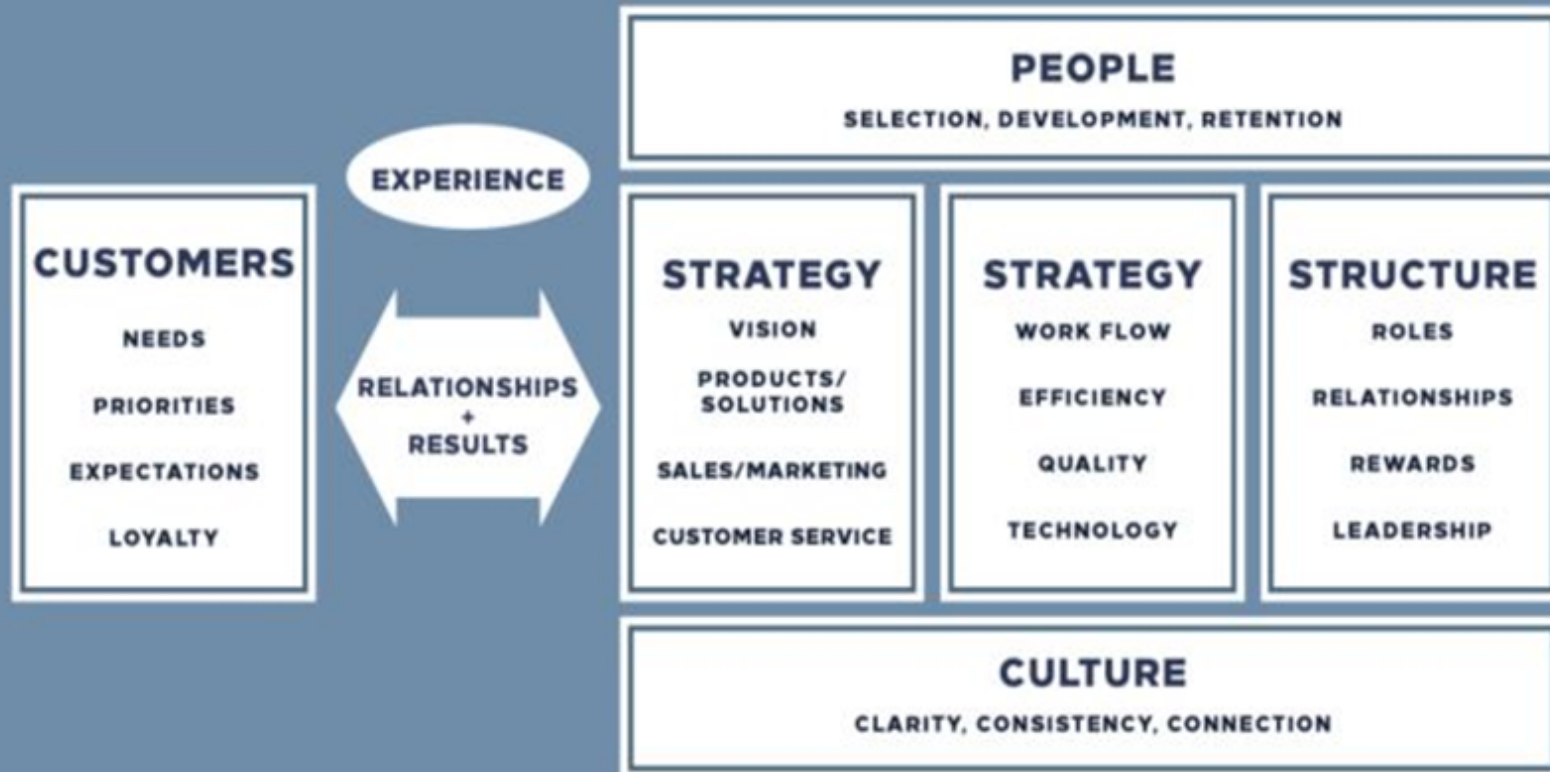 PEOPLE
SELECTION, DEVELOPMENT, RETENTION
EXPERIENCE
CUSTOMERS
NEEDS
PRIORITIES
EXPECTATIONS
LOYALTY
RELATIONSHIPS
+
RESULTS
STRATEGY
VISION
PRODUCTS/
SOLUTIONS
SALES/MARKETING
CUSTOMER SERVICE
STRATEGY
WORK FLOW
EFFICIENCY
QUALITY
TECHNOLOGY
STRUCTURE
ROLES
RELATIONSHIPS
REWARDS
LEADERSHIP
CULTURE
CLARITY, CONSISTENCY, CONNECTION